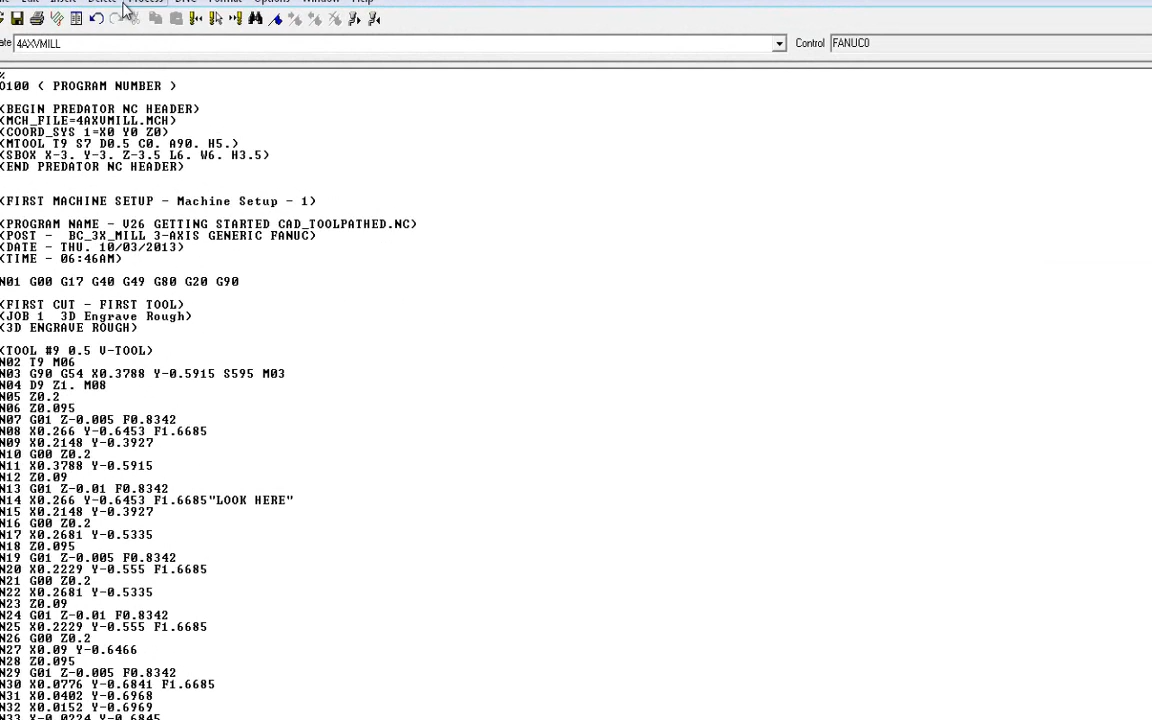 Edit Insert Delete Process Format Options Window Help
4AXVMILL Control FANUC0
%
O100 ( PROGRAM NUMBER )
(BEGIN PREDATOR NC HEADER)
(MCH_FILE=4AXVMILL.MCH)
(COORD_SYS 1=X0 Y0 Z0)
(MTOOL T9 S7 D0.5 C0. A90. H5.)
(SBOX X-3. Y-3. Z-3.5 L6. W6. H3.5)
(END PREDATOR NC HEADER)
(FIRST MACHINE SETUP - Machine Setup - 1)
(PROGRAM NAME - V26 GETTING STARTED CAD_TOOLPATHED.NC)
(POST -  BC_3X_MILL 3-AXIS GENERIC FANUC)
(DATE - THU. 10/03/2013)
(TIME - 06:46AM)
N01 G00 G17 G40 G49 G80 G20 G90
(FIRST CUT - FIRST TOOL)
(JOB 1  3D Engrave Rough)
(3D ENGRAVE ROUGH)
(TOOL #9 0.5 V-TOOL)
N02 T9 M06
N03 G90 G54 X0.3788 Y-0.5915 S595 M03
N04 D9 Z1. M08
N05 Z0.2
N06 Z0.095
N07 G01 Z-0.005 F0.8342
N08 X0.266 Y-0.6453 F1.6685
N09 X0.2148 Y-0.3927
N10 G00 Z0.2
N11 X0.3788 Y-0.5915
N12 Z0.09
N13 G01 Z-0.01 F0.8342
N14 X0.266 Y-0.6453 F1.6685"LOOK HERE"
N15 X0.2148 Y-0.3927
N16 G00 Z0.2
N17 X0.2681 Y-0.5335
N18 Z0.095
N19 G01 Z-0.005 F0.8342
N20 X0.2229 Y-0.555 F1.6685
N21 G00 Z0.2
N22 X0.2681 Y-0.5335
N23 Z0.09
N24 G01 Z-0.01 F0.8342
N25 X0.2229 Y-0.555 F1.6685
N26 G00 Z0.2
N27 X0.09 Y-0.6466
N28 Z0.095
N29 G01 Z-0.005 F0.8342
N30 X0.0776 Y-0.6841 F1.6685
N31 X0.0402 Y-0.6968
N32 X0.0152 Y-0.6969
N33 X-0.0224 Y-0.6845